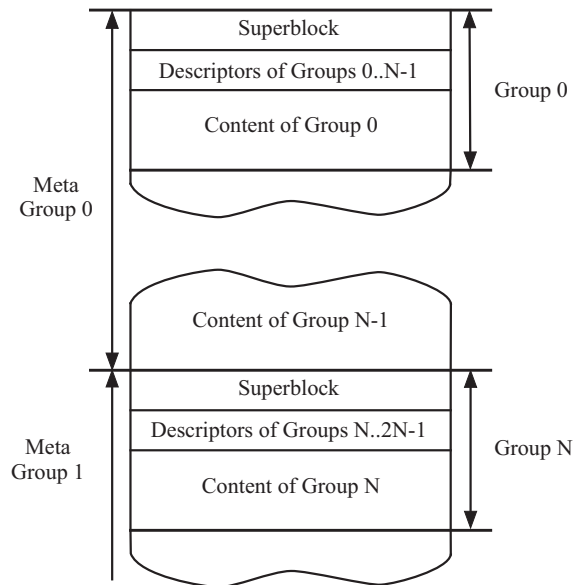 Superblock
Descriptors of Groups 0..N-1
Content of Group 0
Group 0
Meta
Group 0
Content of Group N-1
Superblock
Descriptors of Groups N..2N-1
Content of Group N
Group N
Meta
Group 1